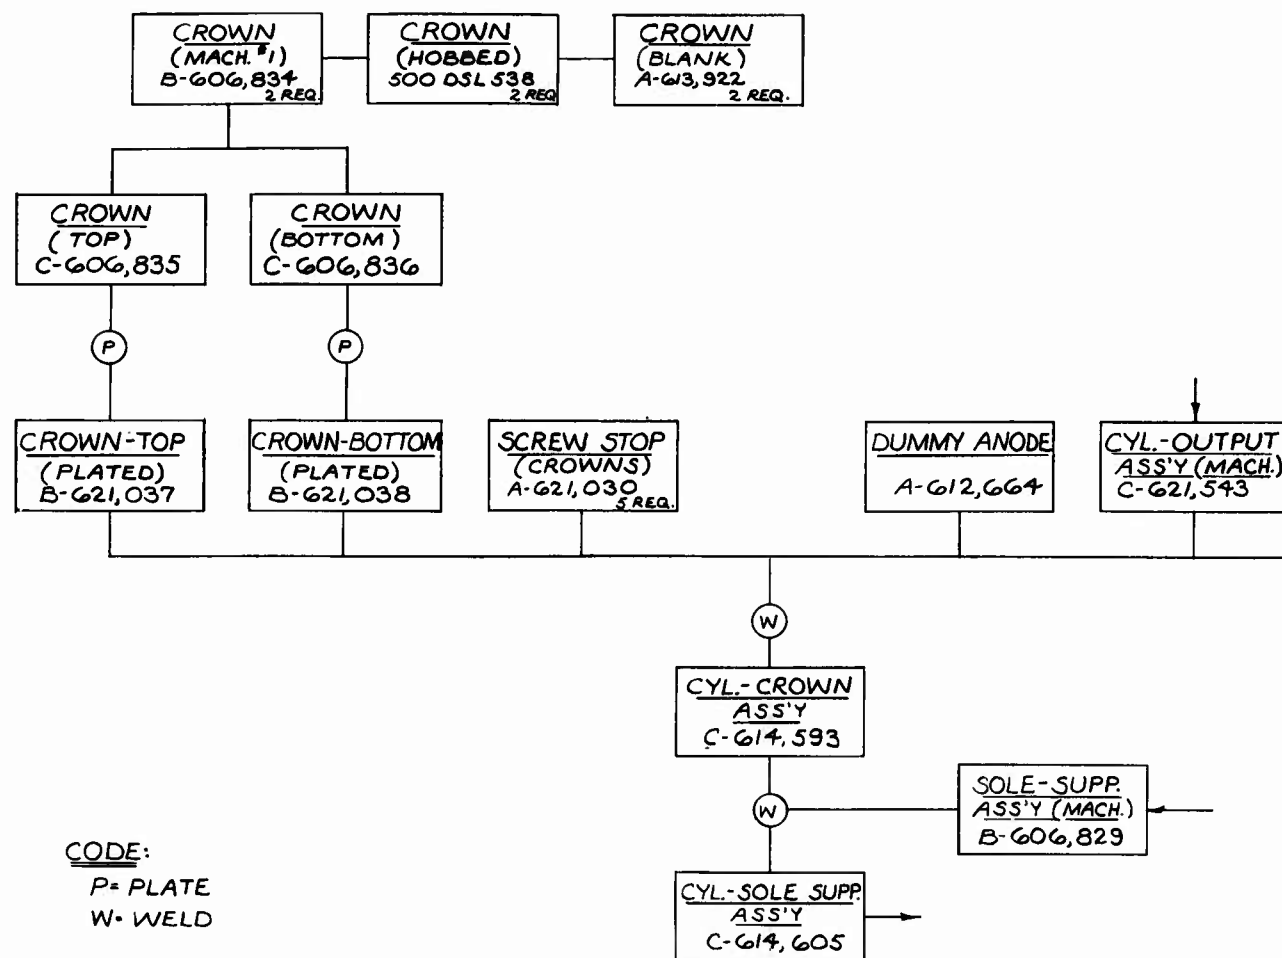 CROWN
(MACH. #1)
B-606,834
2 REQ.
CROWN
(HOBBED)
500 DSL 538
2 REQ
CROWN
(BLANK)
A-613,922
2 REQ.
CROWN
(TOP)
C-606,835
CROWN
(BOTTOM)
C-606,836
P
P
CROWN-TOP
(PLATED)
B-621,037
CROWN-BOTTOM
(PLATED)
B-621,038
SCREW STOP
(CROWNS)
A-621,030
5 REQ.
DUMMY ANODE
A-612,664
CYL.-OUTPUT
ASS'Y (MACH.)
C-621,543
W
CYL.-CROWN
ASS'Y
C-614,593
W
SOLE-SUPP.
ASS'Y (MACH.)
B-606,829
CYL.-SOLE SUPP.
ASS'Y
C-614,605
CODE:
P= PLATE
W= WELD